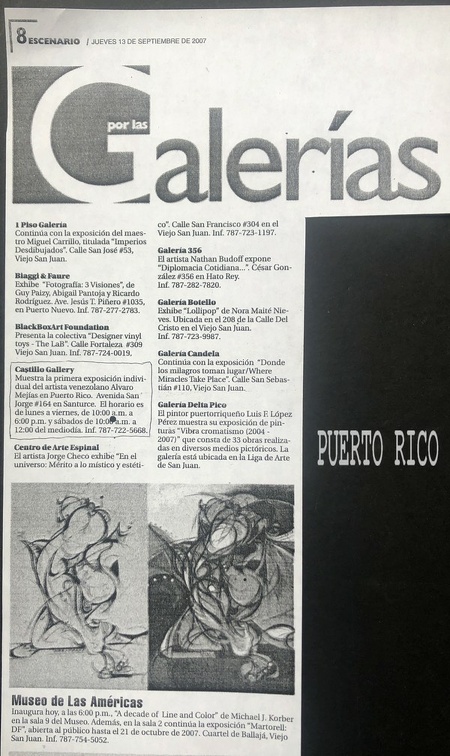 8 ESCENARIO / JUEVES 13 DE SEPTIEMBRE DE 2007
por las
Galerías
1 Piso Galería
Continúa con la exposición del maes-
tro Miguel Carrillo, titulada "Imperios
Desdibujados". Calle San José #53,
Viejo San Juan.
Biaggi & Faure
Exhibe "Fotografía: 3 Visiones", de
Guy Paizy, Abigail Pantoja y Ricardo
Rodríguez. Ave. Jesús T. Piñero #1035,
en Puerto Nuevo. Inf. 787-277-2783.
BlackBoxArt Foundation
Presenta la colectiva "Designer vinyl
toys - The LaB". Calle Fortaleza #309
Viejo San Juan. Inf. 787-724-0019.
Castillo Gallery
Muestra la primera exposición indivi-
dual del artista venezolano Alvaro
Mejías en Puerto Rico. Avenida San
Jorge #164 en Santurce. El horario es
de lunes a viernes, de 10:00 a.m. a
6:00 p.m. y sábados de 10:00 a.m. a
12:00 del mediodía. Inf. 787-722-5668.
Centro de Arte Espinal
El artista Jorge Checo exhibe "En el
universo: Mérito a lo místico y estéti-
co". Calle San Francisco #304 en el
Viejo San Juan. Inf. 787-723-1197.
Galería 356
El artista Nathan Budoff expone
"Diplomacia Cotidiana...". César Gon-
zález #356 en Hato Rey.
Inf. 787-282-7820.
Galería Botello
Exhibe "Lollipop" de Nora Maité Nie-
ves. Ubicada en el 208 de la Calle Del
Cristo en el Viejo San Juan.
Inf. 787-723-9987.
Galería Candela
Continúa con la exposición "Donde
los milagros toman lugar/Where
Miracles Take Place". Calle San Sebas-
tián #110, Viejo San Juan.
Galería Delta Pico
El pintor puertorriqueño Luis F. López
Pérez muestra su exposición de pin-
turas "Vibra cromatismo (2004 -
2007)" que consta de 33 obras realiza-
das en diversos medios pictóricos. La
galería está ubicada en la Liga de Arte
de San Juan.
PUERTO RICO
Museo de Las Américas
Inaugura hoy, a las 6:00 p.m., "A decade of Line and Color" de Michael J. Korber
en la sala 9 del Museo. Además, en la sala 2 continúa la exposición "Martorell:
DF", abierta al público hasta el 21 de octubre de 2007. Cuartel de Ballajá, Viejo
San Juan. Inf. 787-754-5052.